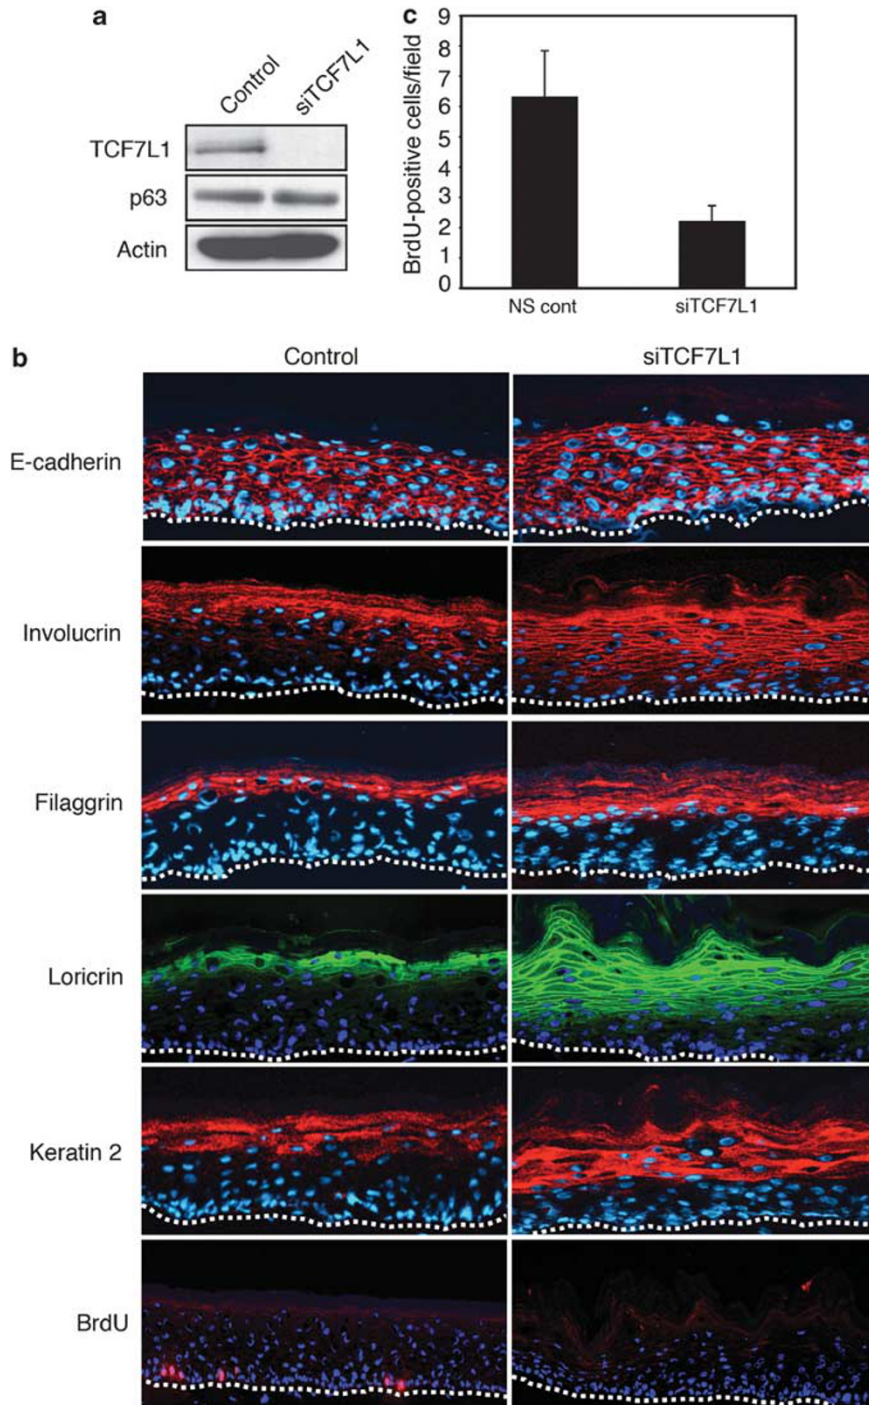 a
Control
siTCF7L1
TCF7L1
p63
Actin
c
BrdU-positive cells/field
9
8
7
6
5
4
3
2
1
0
NS cont
siTCF7L1
b
Control
siTCF7L1
E-cadherin
Involucrin
Filaggrin
Loricrin
Keratin 2
BrdU